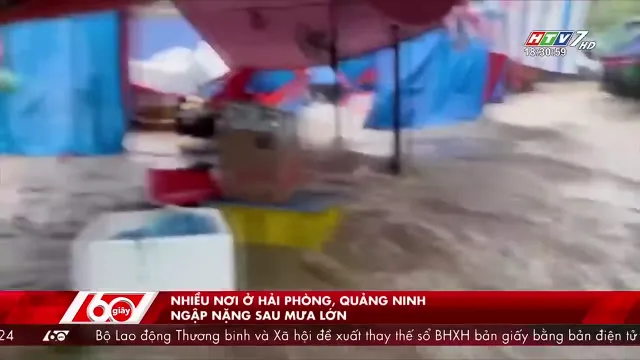 HTV7 HD
18:30:59
60 giây
NHIỀU NƠI Ở HẢI PHÒNG, QUẢNG NINH
NGẬP NẶNG SAU MƯA LỚN
24 60 giây Bộ Lao động Thương binh và Xã hội đề xuất thay thế sổ BHXH bản giấy bằng bản điện tử